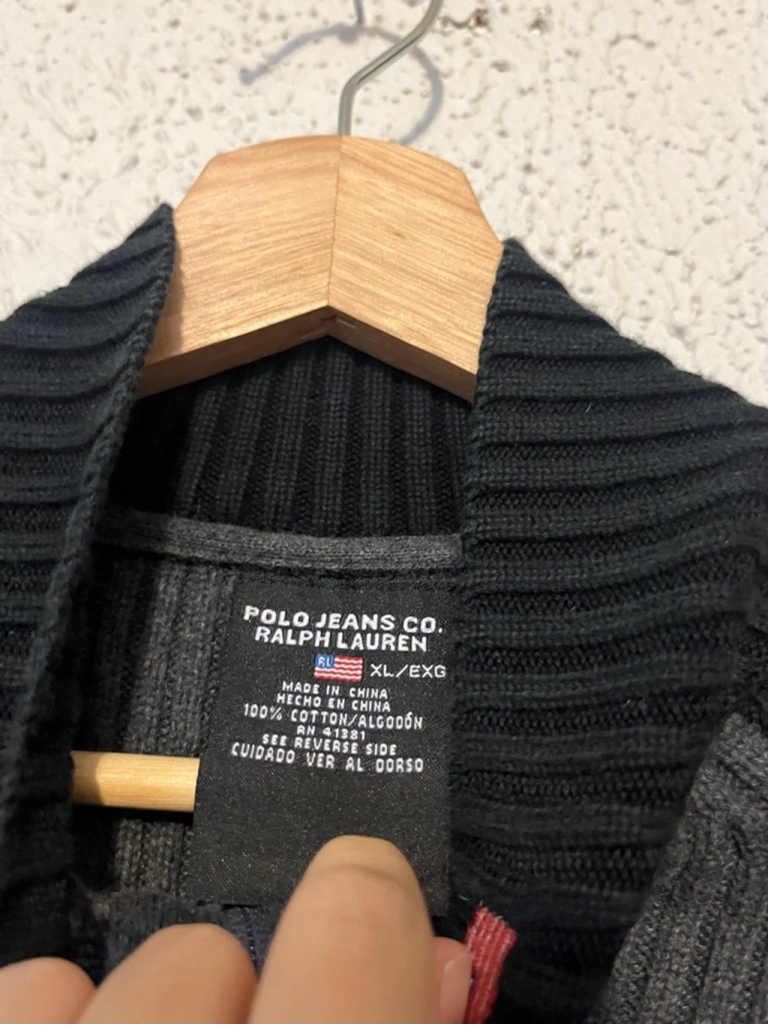 POLO JEANS CO.
RALPH LAUREN
RL XL/EXG
MADE IN CHINA
HECHO EN CHINA
100% COTTON/ALGODÓN
RN 41381
SEE REVERSE SIDE
CUIDADO VER AL DORSO